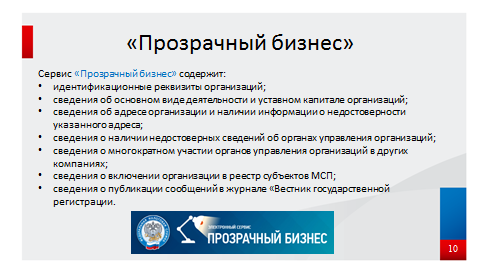 «Прозрачный бизнес»
Сервис «Прозрачный бизнес» содержит:
• идентификационные реквизиты организаций;
• сведения об основном виде деятельности и уставном капитале организаций;
• сведения об адресе организации и наличии информации о недостоверности
указанного адреса;
• сведения о наличии недостоверных сведений об органах управления организаций;
• сведения о многократном участии органов управления организаций в других
компаниях;
• сведения о включении организации в реестр субъектов МСП;
• сведения о публикации сообщений в журнале «Вестник государственной
регистрации.
ЭЛЕКТРОННЫЙ СЕРВИС
ПРОЗРАЧНЫЙ БИЗНЕС
10